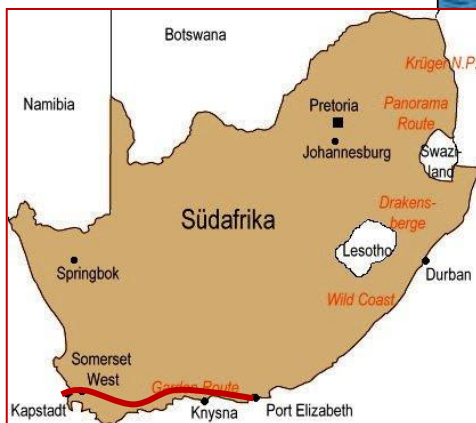 Botswana
Krüger N.P.
Namibia
Pretoria
Panorama
Route
Johannesburg
Swazi-
land
Drakens-
berge
Südafrika
Lesotho
Springbok
Durban
Wild Coast
Somerset
West
Garden Route
Kapstadt
Knysna
Port Elizabeth